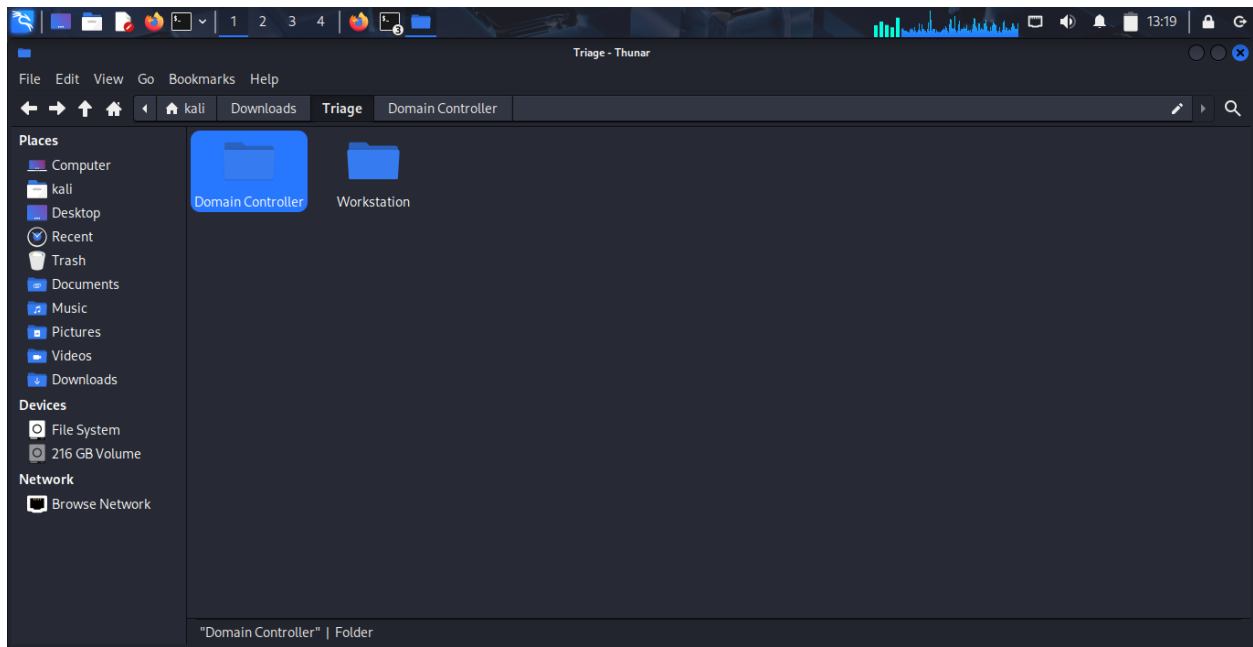 1 2 3 4 3 13:19
Triage - Thunar
File Edit View Go Bookmarks Help
kali Downloads Triage Domain Controller
Places
Computer
kali
Desktop
Recent
Trash
Documents
Music
Pictures
Videos
Downloads
Devices
File System
216 GB Volume
Network
Browse Network
Domain Controller Workstation
"Domain Controller" | Folder